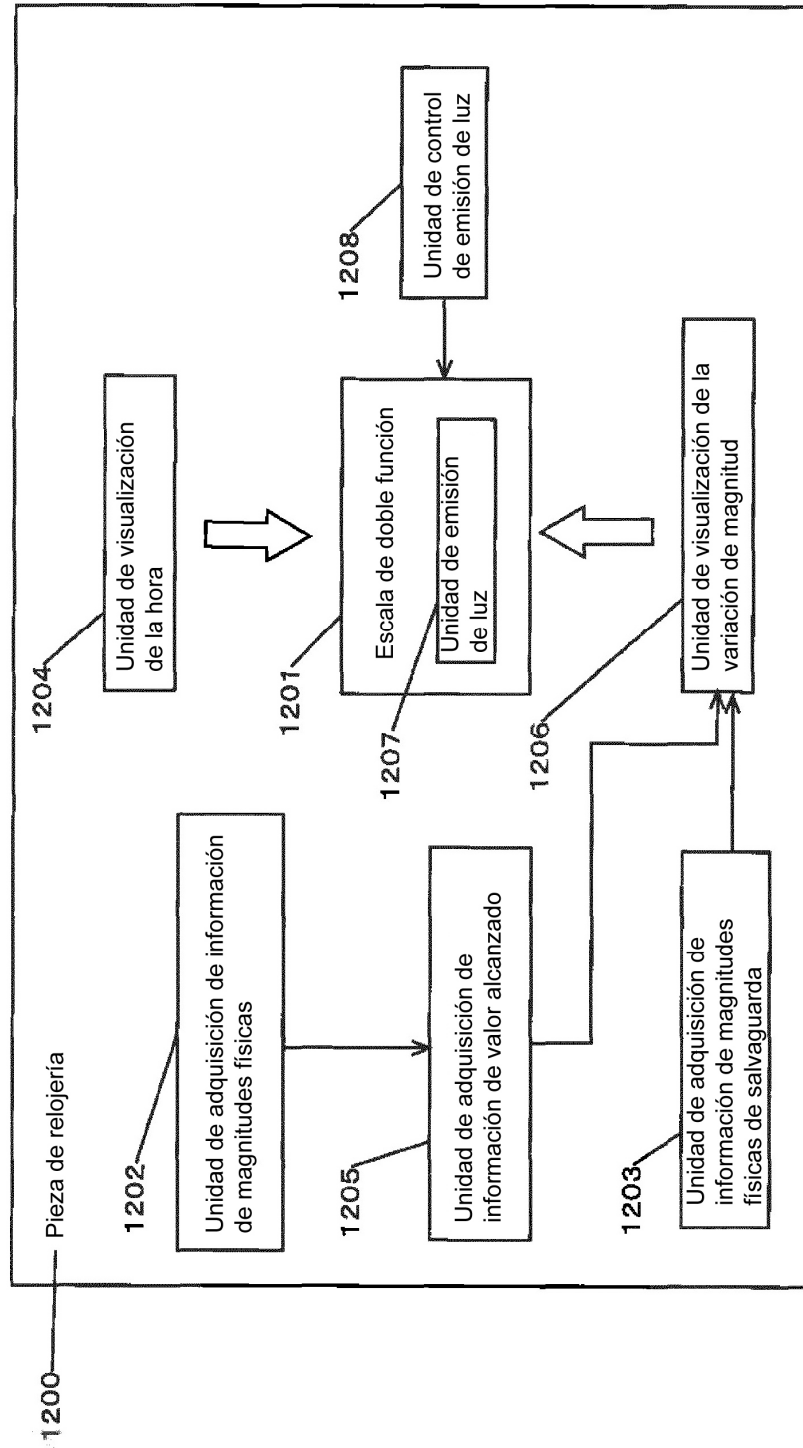 1200
Pieza de relojería
1202
Unidad de adquisición de información
de magnitudes físicas
1204
Unidad de visualización
de la hora
1205
Unidad de adquisición de
información de valor alcanzado
1201
Escala de doble función
1207
Unidad de emisión
de luz
1208
Unidad de control
de emisión de luz
1203
Unidad de adquisición de
información de magnitudes
físicas de salvaguarda
1206
Unidad de visualización de la
variación de magnitud